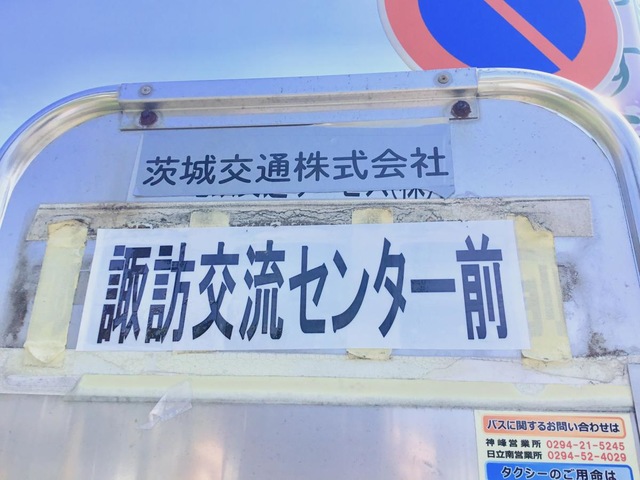 茨城交通株式会社
諏訪交流センター前
バスに関するお問い合わせは
神峰営業所 0294-21-5245
日立南営業所 0294-52-4029
タクシーのご用命は